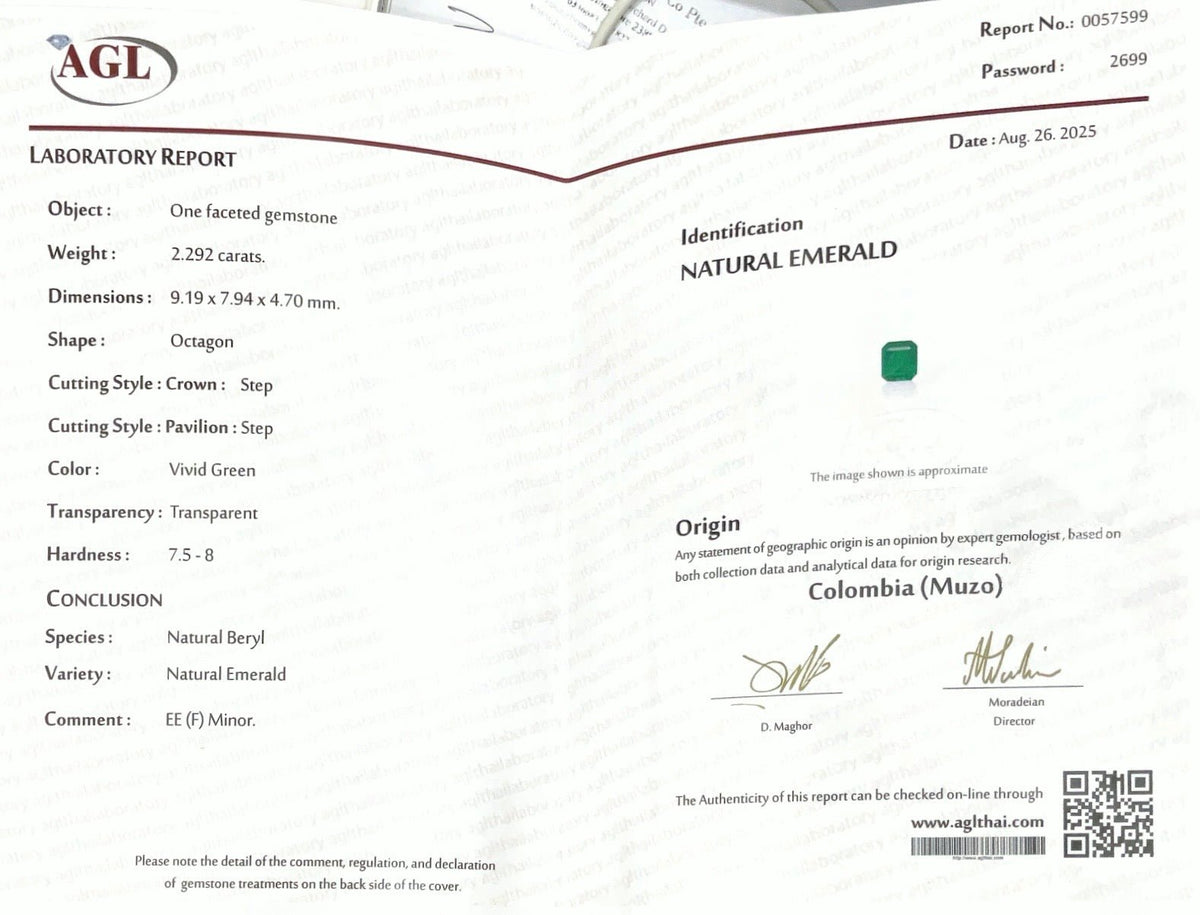 AGL
Report No.: 0057599
Password : 2699
Date : Aug. 26. 2025
LABORATORY REPORT
Object : One faceted gemstone
Weight : 2.292 carats.
Dimensions : 9.19 x 7.94 x 4.70 mm.
Shape : Octagon
Cutting Style : Crown : Step
Cutting Style : Pavilion : Step
Color : Vivid Green
Transparency : Transparent
Hardness : 7.5 - 8
CONCLUSION
Species : Natural Beryl
Variety : Natural Emerald
Comment : EE (F) Minor.
Please note the detail of the comment, regulation, and declaration
of gemstone treatments on the back side of the cover.
Identification
NATURAL EMERALD
The image shown is approximate
Origin
Any statement of geographic origin is an opinion by expert gemologist, based on
both collection data and analytical data for origin research.
Colombia (Muzo)
D. Maghor
Moradeian
Director
The Authenticity of this report can be checked on-line through
www.aglthai.com
http://www.aglthai.com